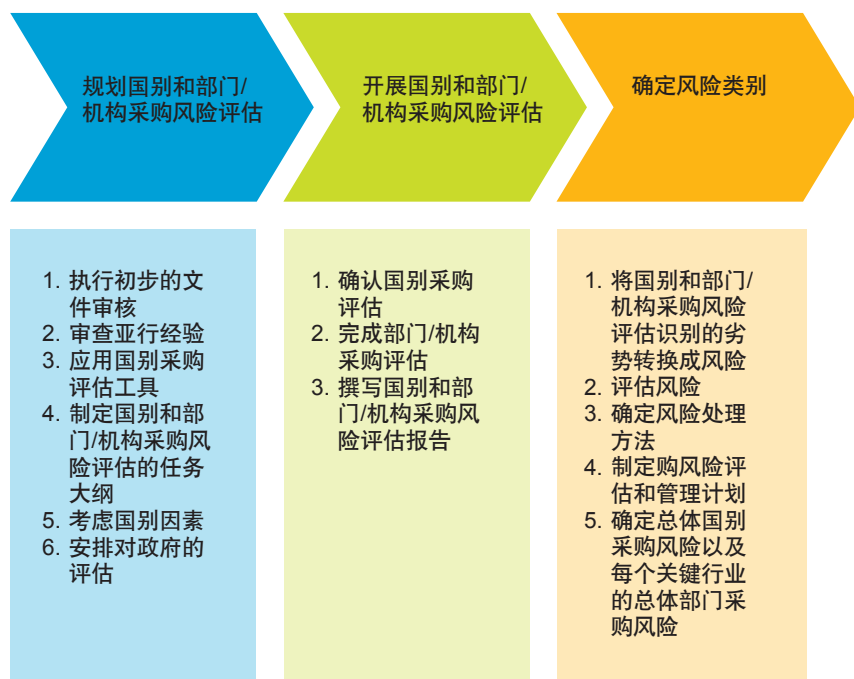 规划国别和部门/
机构采购风险评估
开展国别和部门/
机构采购风险评估
确定风险类别
1. 执行初步的文
件审核
2. 审查亚行经验
3. 应用国别采购
评估工具
4. 制定国别和部
门/机构采购风
险评估的任务
大纲
5. 考虑国别因素
6. 安排对政府的
评估
1. 确认国别采购
评估
2. 完成部门/机构
采购评估
3. 撰写国别和部
门/机构采购风
险评估报告
1. 将国别和部门/
机构采购风险
评估识别的劣
势转换成风险
2. 评估风险
3. 确定风险处理
方法
4. 制定购风险评
估和管理计划
5. 确定总体国别
采购风险以及
每个关键行业
的总体部门采
购风险